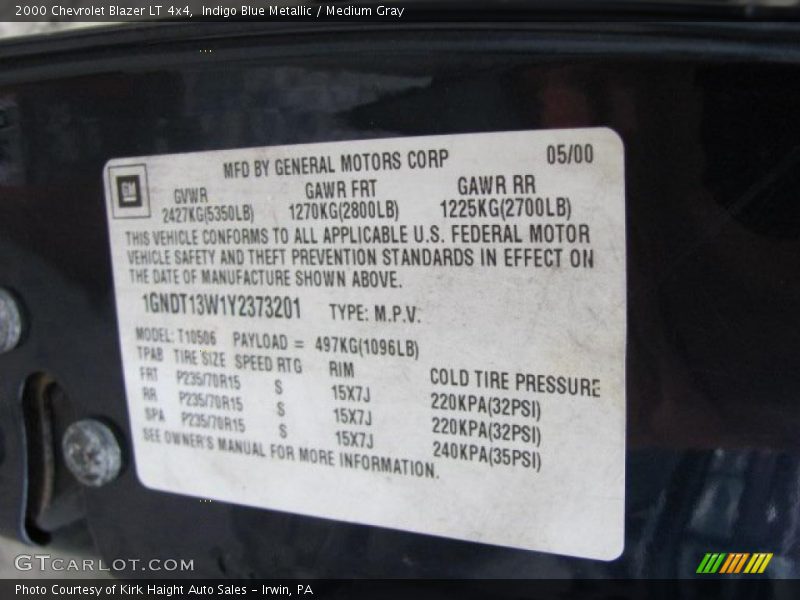 2000 Chevrolet Blazer LT 4x4, Indigo Blue Metallic / Medium Gray
MFD BY GENERAL MOTORS CORP 05/00
GM
GVWR GAWR FRT GAWR RR
2427KG(5350LB) 1270KG(2800LB) 1225KG(2700LB)
THIS VEHICLE CONFORMS TO ALL APPLICABLE U.S. FEDERAL MOTOR
VEHICLE SAFETY AND THEFT PREVENTION STANDARDS IN EFFECT ON
THE DATE OF MANUFACTURE SHOWN ABOVE.
1GNDT13W1Y2373201 TYPE: M.P.V.
MODEL: T10506 PAYLOAD = 497KG(1096LB)
TPAB TIRE SIZE SPEED RTG RIM COLD TIRE PRESSURE
FRT P235/70R15 S 15X7J 220KPA(32PSI)
RR P235/70R15 S 15X7J 220KPA(32PSI)
SPA P235/70R15 S 15X7J 240KPA(35PSI)
SEE OWNER'S MANUAL FOR MORE INFORMATION.
GTCARLOT.COM
Photo Courtesy of Kirk Haight Auto Sales - Irwin, PA